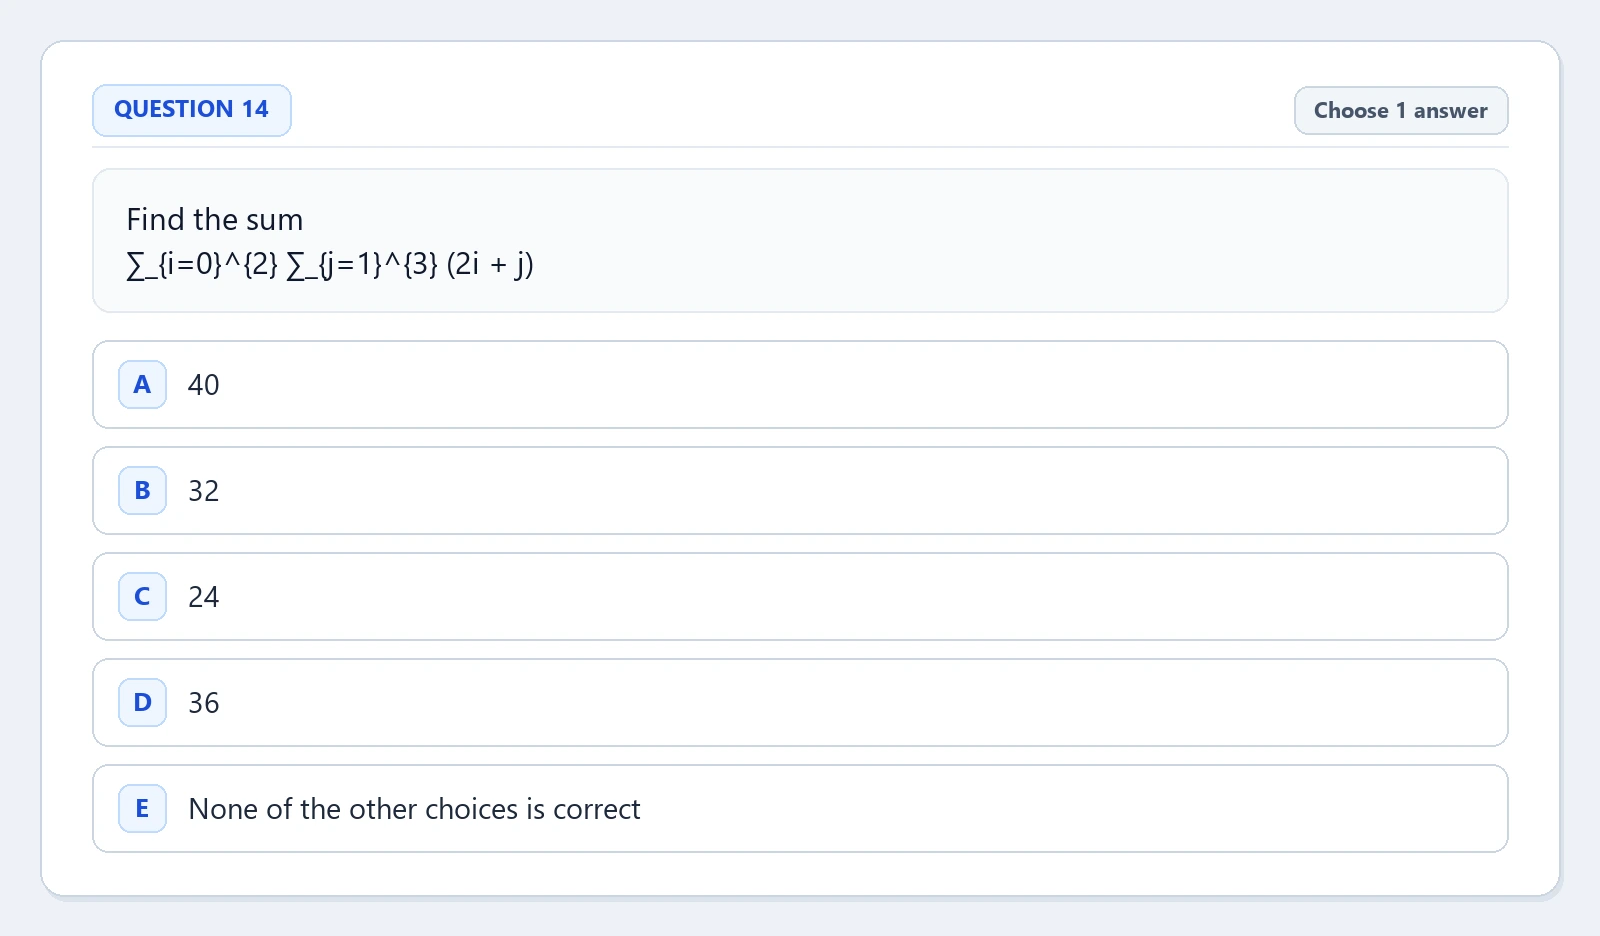 QUESTION 14
Choose 1 answer
Find the sum
∑_{i=0}^{2} ∑_{j=1}^{3} (2i + j)
A 40
B 32
C 24
D 36
E None of the other choices is correct